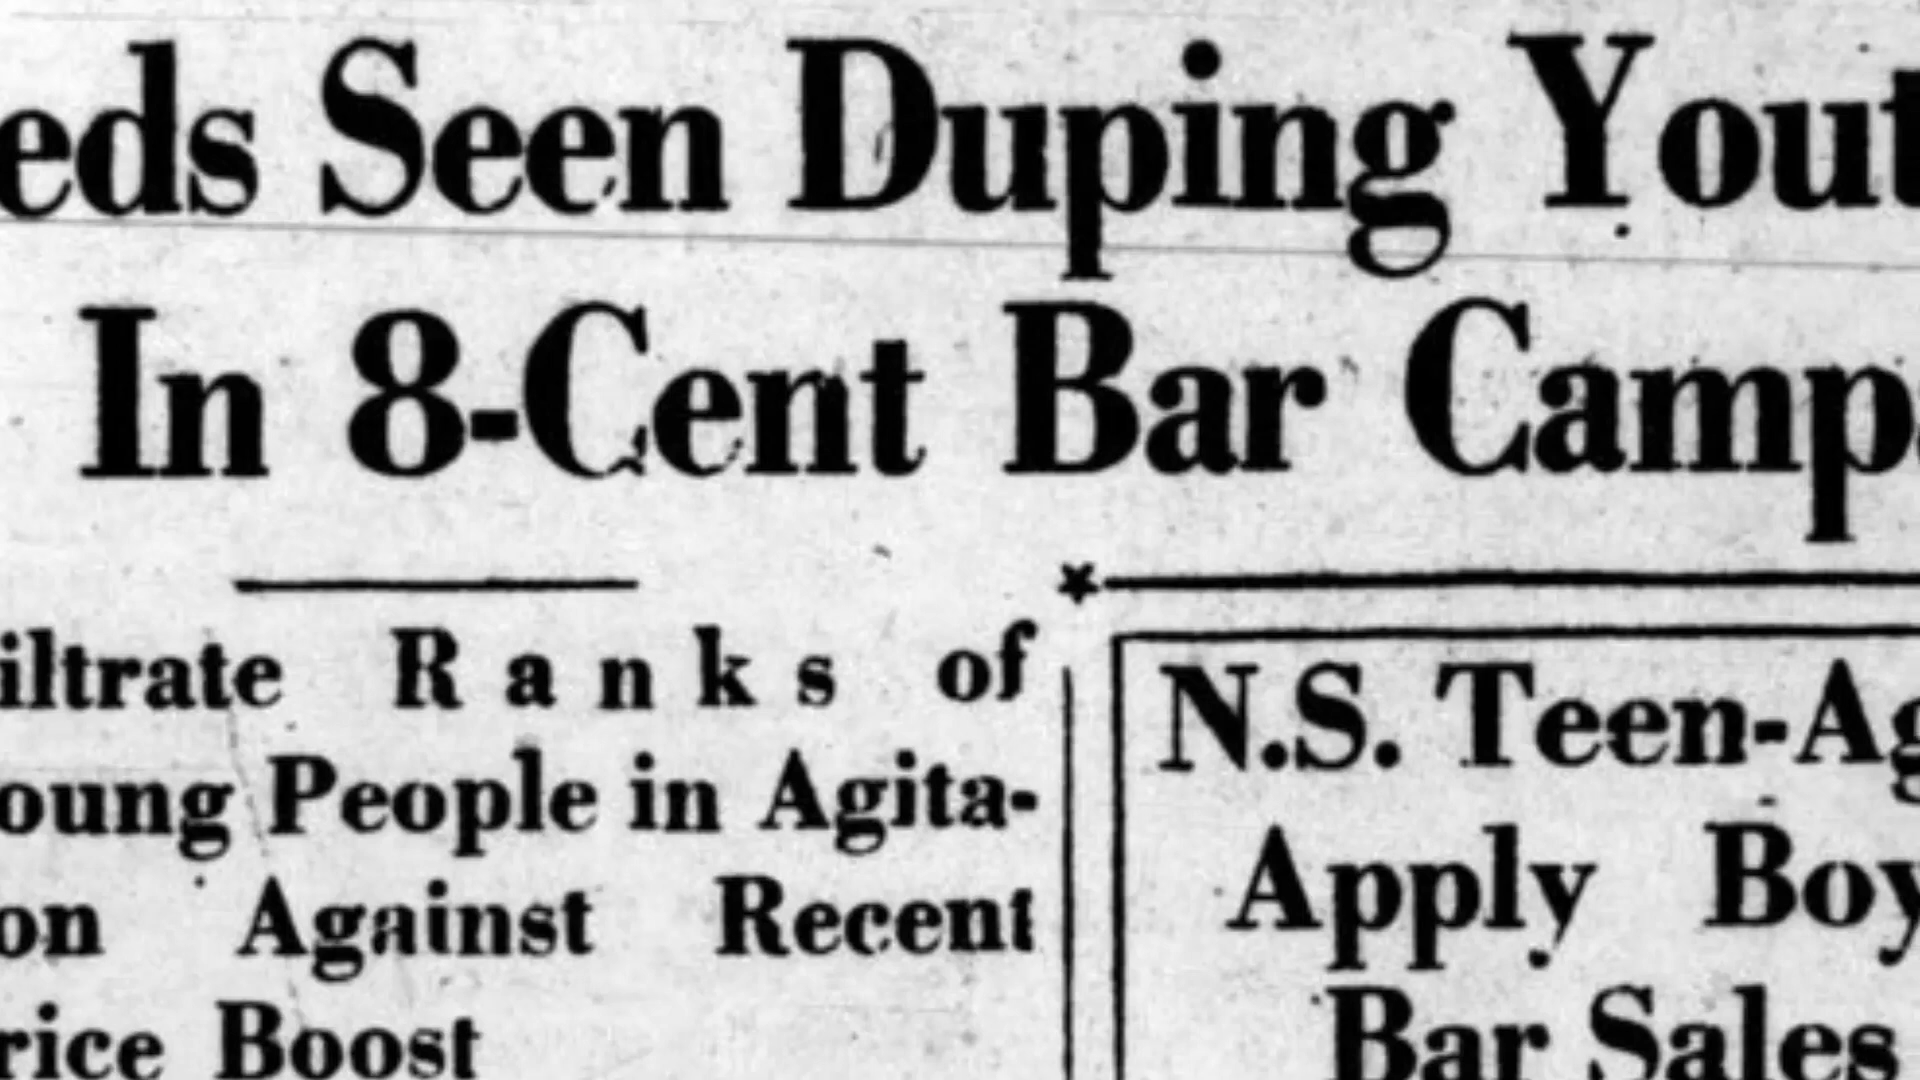 eds Seen Duping Yout
In 8-Cent Bar Camp
iltrate Ranks of
oung People in Agita-
on Against Recent
rice Boost
N.S. Teen-Ag
Apply Boy
Bar Sales